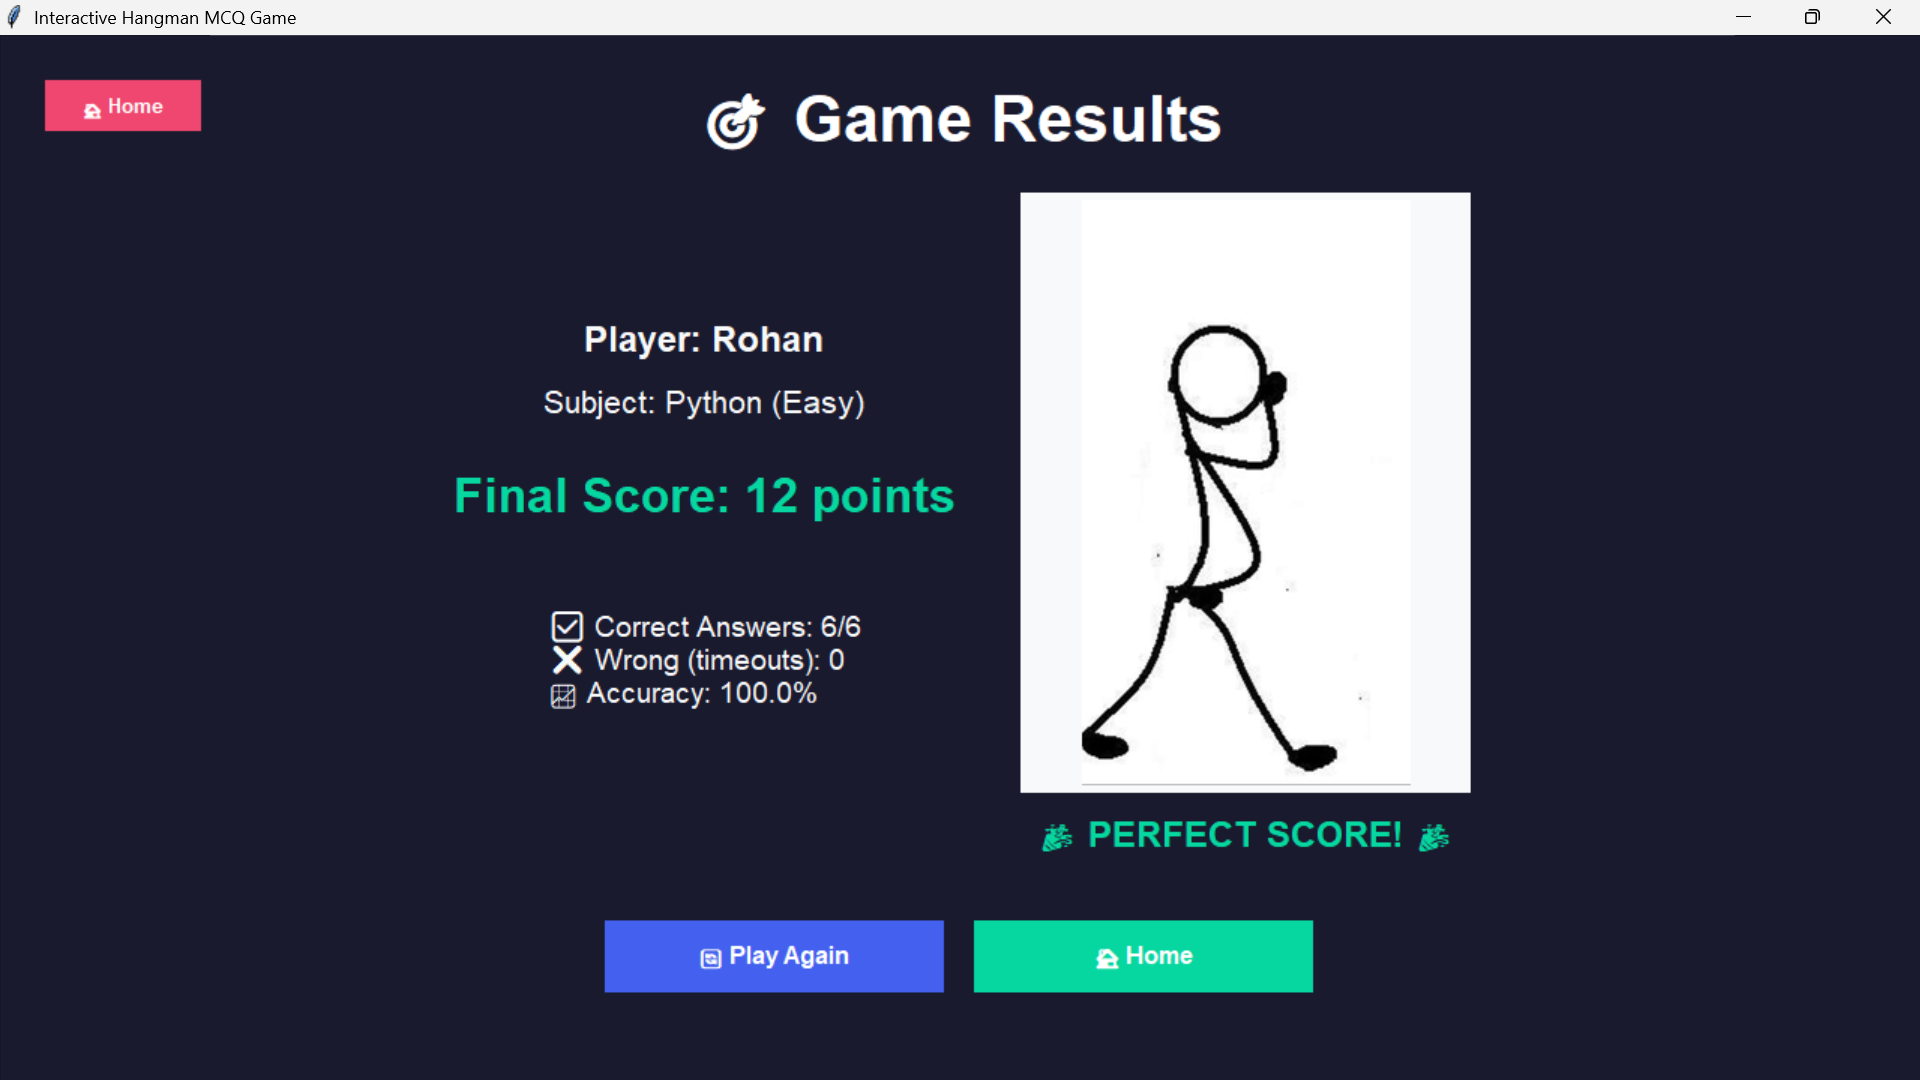 Interactive Hangman MCQ Game
Home
Game Results
Player: Rohan
Subject: Python (Easy)
Final Score: 12 points
Correct Answers: 6/6
Wrong (timeouts): 0
Accuracy: 100.0%
PERFECT SCORE!
Play Again
Home